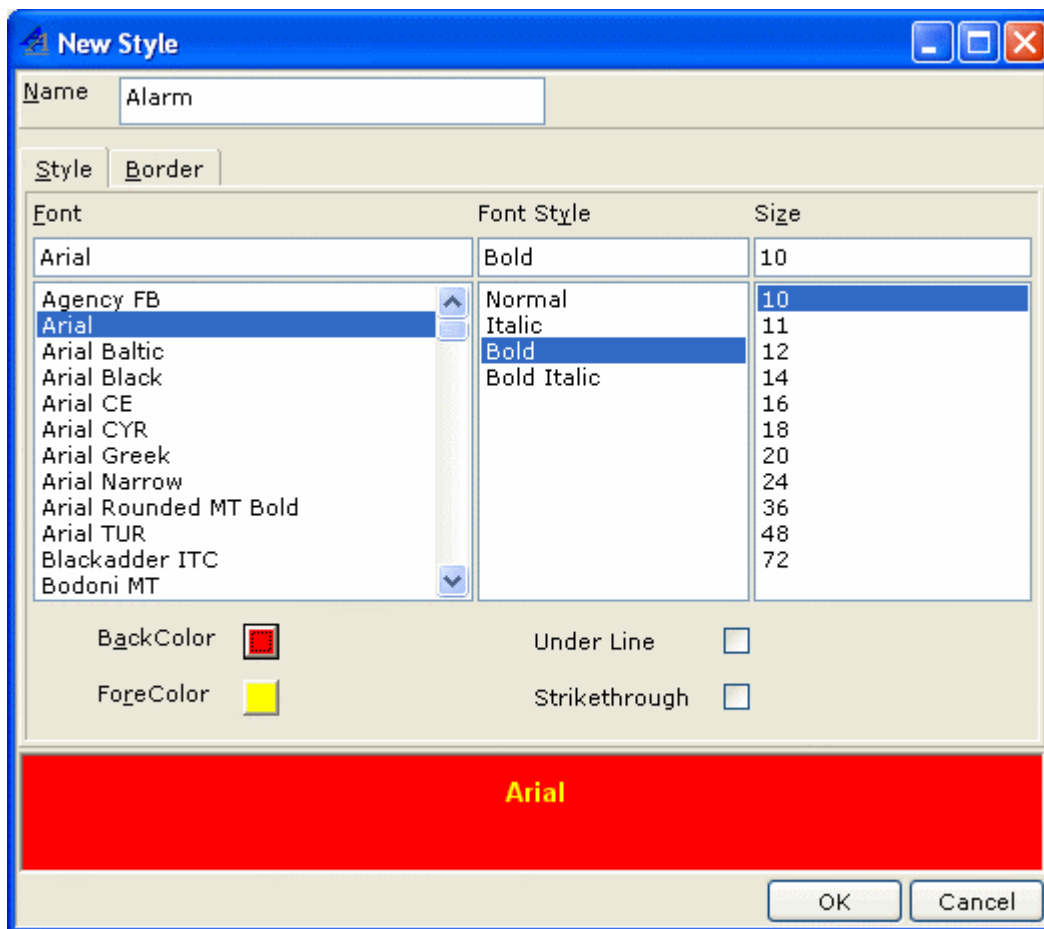 New Style
Name Alarm
Style Border
Font Font Style Size
Arial Bold 10
Agency FB Normal 10
Arial Italic 11
Arial Baltic Bold 12
Arial Black Bold Italic 14
Arial CE 16
Arial CYR 18
Arial Greek 20
Arial Narrow 24
Arial Rounded MT Bold 36
Arial TUR 48
Blackadder ITC 72
Bodoni MT
BackColor Under Line
ForeColor Strikethrough
Arial
OK Cancel